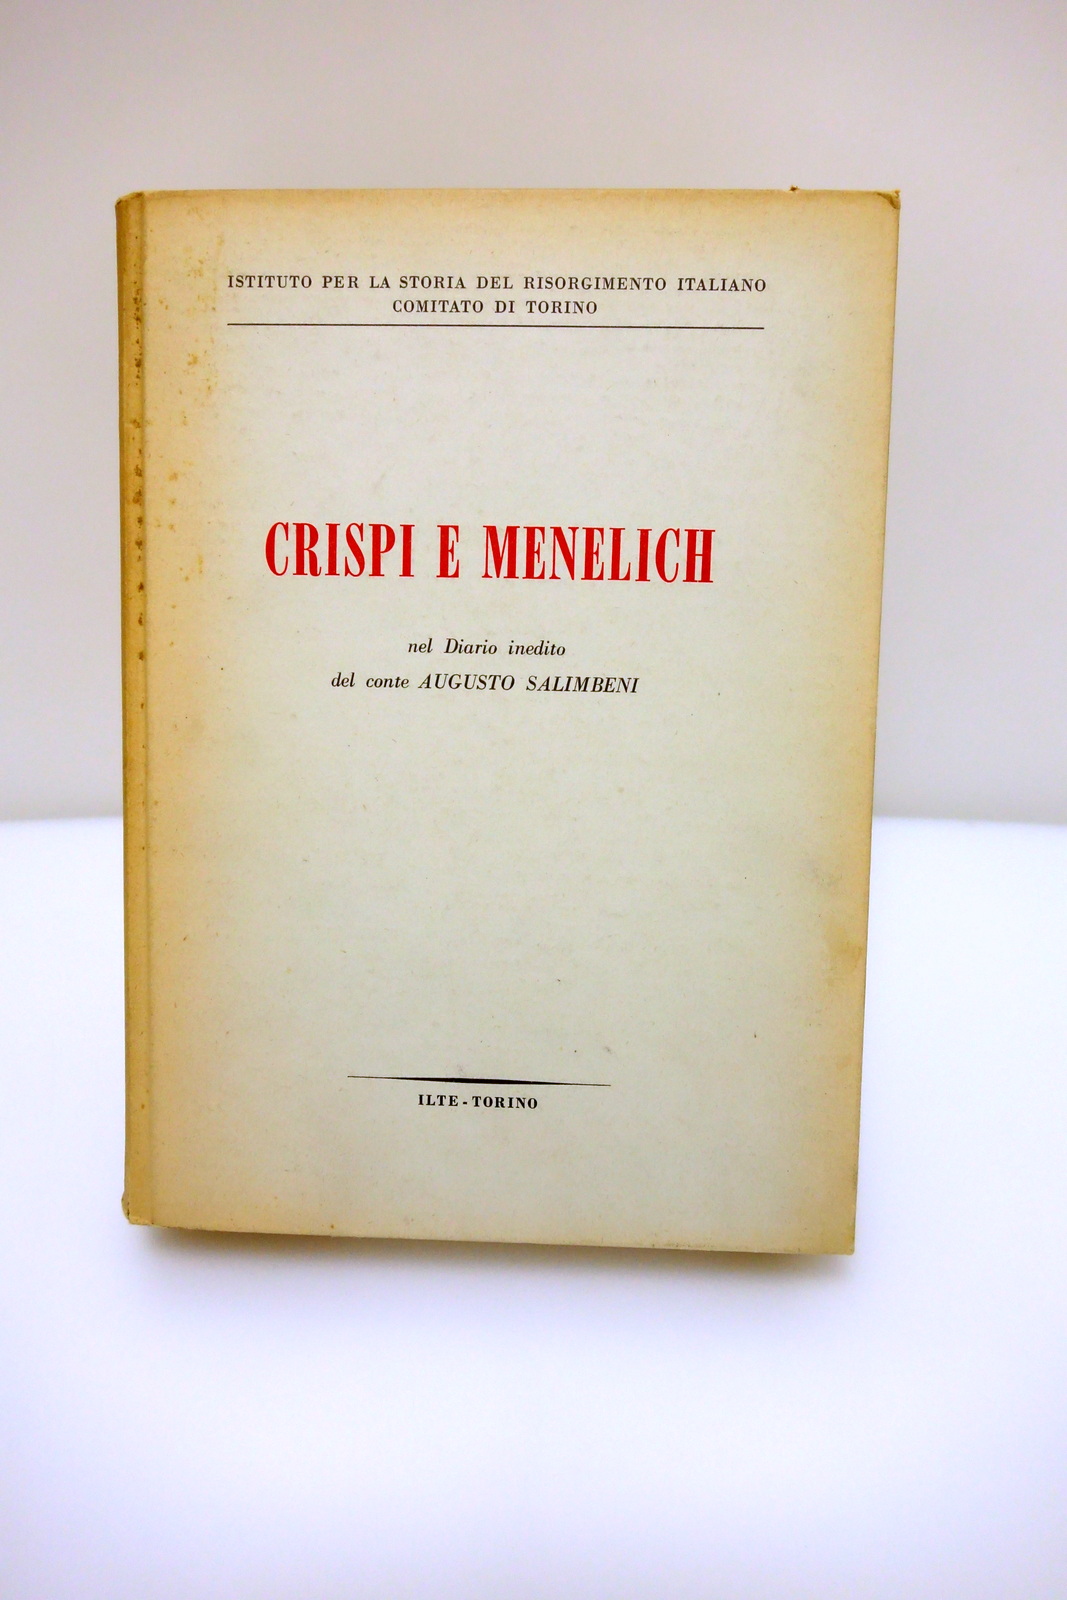 ISTITUTO PER LA STORIA DEL RISORGIMENTO ITALIANO
COMITATO DI TORINO
CRISPI E MENELICH
nel Diario inedito
del conte AUGUSTO SALIMBENI
ILTE - TORINO